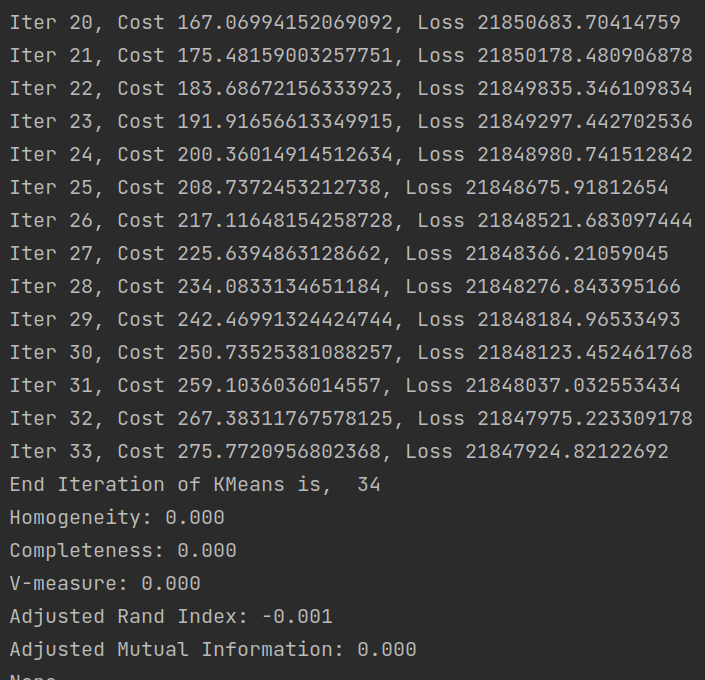 Iter 20, Cost 167.06994152069092, Loss 21850683.70414759
Iter 21, Cost 175.48159003257751, Loss 21850178.480906878
Iter 22, Cost 183.68672156333923, Loss 21849835.346109834
Iter 23, Cost 191.91656613349915, Loss 21849297.442702536
Iter 24, Cost 200.36014914512634, Loss 21848980.741512842
Iter 25, Cost 208.7372453212738, Loss 21848675.91812654
Iter 26, Cost 217.11648154258728, Loss 21848521.683097444
Iter 27, Cost 225.6394863128662, Loss 21848366.21059045
Iter 28, Cost 234.0833134651184, Loss 21848276.843395166
Iter 29, Cost 242.46991324424744, Loss 21848184.96533493
Iter 30, Cost 250.73525381088257, Loss 21848123.452461768
Iter 31, Cost 259.1036036014557, Loss 21848037.032553434
Iter 32, Cost 267.38311767578125, Loss 21847975.223309178
Iter 33, Cost 275.7720956802368, Loss 21847924.82122692
End Iteration of KMeans is,  34
Homogeneity: 0.000
Completeness: 0.000
V-measure: 0.000
Adjusted Rand Index: -0.001
Adjusted Mutual Information: 0.000
None